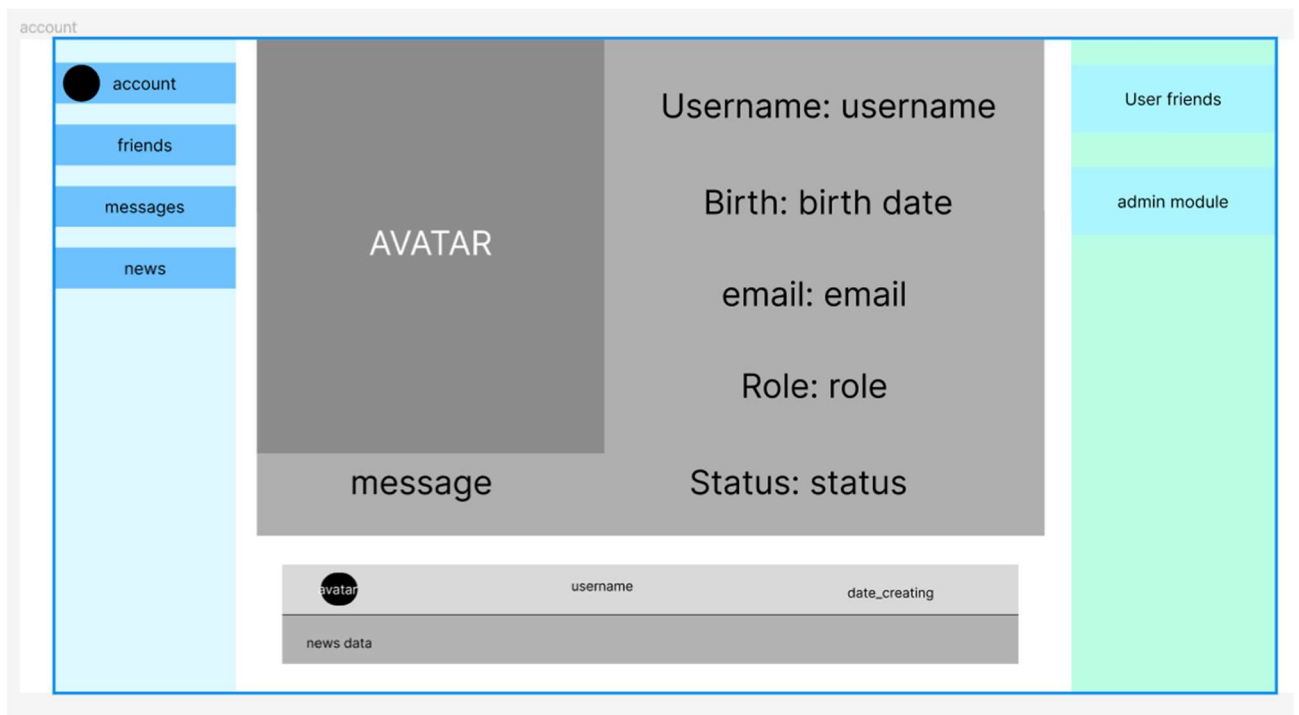 account
account
friends
messages
news
AVATAR
message
Username: username
Birth: birth date
email: email
Role: role
Status: status
avatar
username
date_creating
news data
User friends
admin module